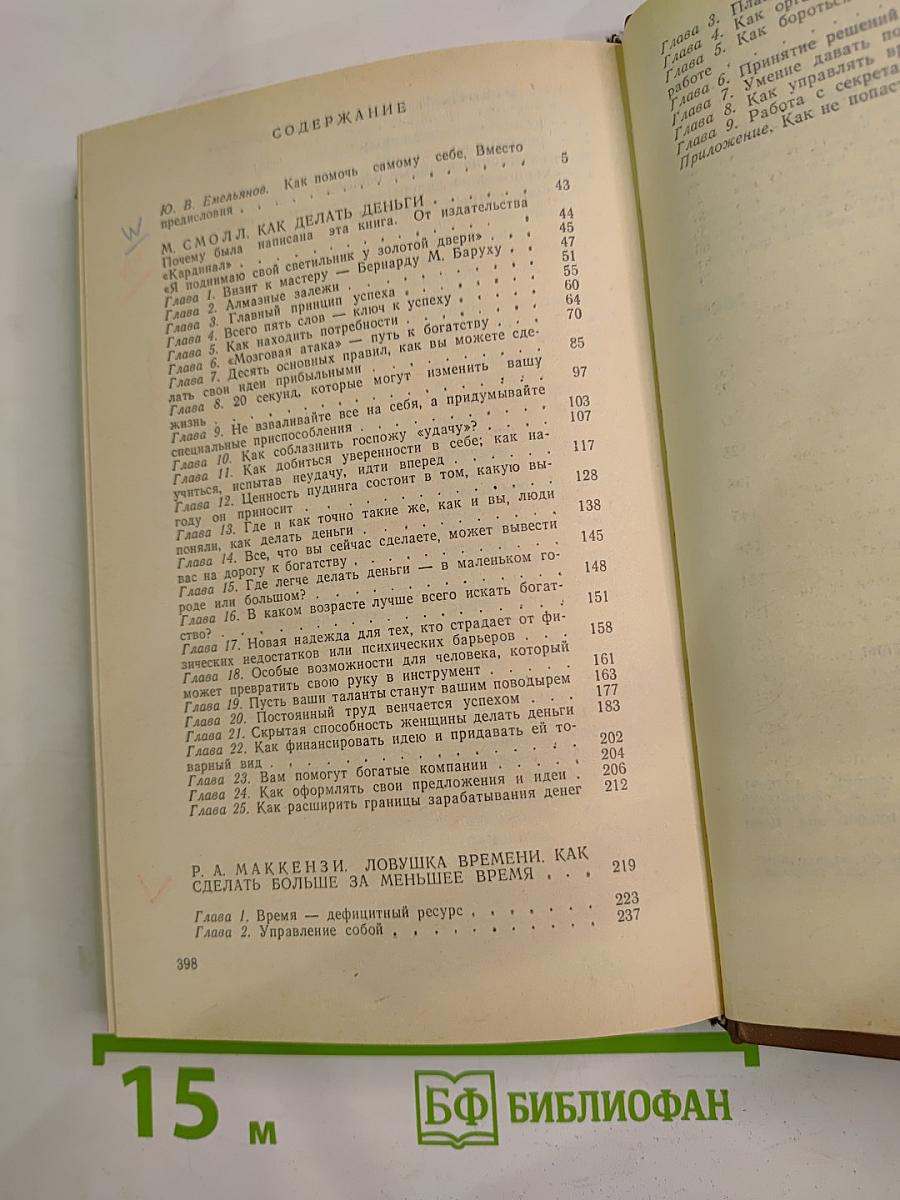 СОДЕРЖАНИЕ
Ю. В. Емельянов. Как помочь самому себе. Вместо
предисловия . . . . . . . . . . . . 5
М. СМОЛЛ. КАК ДЕЛАТЬ ДЕНЬГИ . . . . . . 43
Почему была написана эта книга. От издательства
«Кардинал» . . . . . . . . . . . . 44
«Я поднимаю свой светильник у золотой двери» . . . 45
Глава 1. Визит к мастеру — Бернарду М. Баруху . . 47
Глава 2. Алмазные залежи . . . . . . . . 51
Глава 3. Главный принцип успеха . . . . . . 55
Глава 4. Всего пять слов — ключ к успеху . . . . 60
Глава 5. Как находить потребности . . . . . . 64
Глава 6. «Мозговая атака» — путь к богатству . . . 70
Глава 7. Десять основных правил, как вы можете сде-
лать свои идеи прибыльными . . . . . . . 85
Глава 8. 20 секунд, которые могут изменить вашу
жизнь . . . . . . . . . . . . . 97
Глава 9. Не взваливайте все на себя, а придумывайте
специальные приспособления . . . . . . . 103
Глава 10. Как соблазнить госпожу «удачу»? . . . . 107
Глава 11. Как добиться уверенности в себе; как на-
учиться, испытав неудачу, идти вперед . . . . . 117
Глава 12. Ценность пудинга состоит в том, какую вы-
году он приносит . . . . . . . . . . 128
Глава 13. Где и как точно такие же, как и вы, люди
поняли, как делать деньги . . . . . . . . 138
Глава 14. Все, что вы сейчас сделаете, может вывести
вас на дорогу к богатству . . . . . . . . 145
Глава 15. Где легче делать деньги — в маленьком го-
роде или большом? . . . . . . . . . . 148
Глава 16. В каком возрасте лучше всего искать богат-
ство? . . . . . . . . . . . . . 151
Глава 17. Новая надежда для тех, кто страдает от фи-
зических недостатков или психических барьеров . . . 158
Глава 18. Особые возможности для человека, который
может превратить свою руку в инструмент . . . . . 161
Глава 19. Пусть ваши таланты станут вашим поводырем 163
Глава 20. Постоянный труд венчается успехом . . . 177
Глава 21. Скрытая способность женщины делать деньги 183
Глава 22. Как финансировать идею и придавать ей то-
варный вид . . . . . . . . . . . . 202
Глава 23. Вам помогут богатые компании . . . . . 204
Глава 24. Как оформлять свои предложения и идеи . 206
Глава 25. Как расширить границы зарабатывания денег 212
Р. А. МАККЕНЗИ. ЛОВУШКА ВРЕМЕНИ. КАК
СДЕЛАТЬ БОЛЬШЕ ЗА МЕНЬШЕЕ ВРЕМЯ . . . 219
Глава 1. Время — дефицитный ресурс . . . . . . 223
Глава 2. Управление собой . . . . . . . . 237
398
Глава 3.
Глава 4. Как
Глава 5. Как бороться
работе .
Глава 6. Принятие решений
Глава 7. Умение давать
Глава 8. Как управлять
Глава 9. Работа с
Приложение. Как не
15 м
БФ БИБЛИОФАН